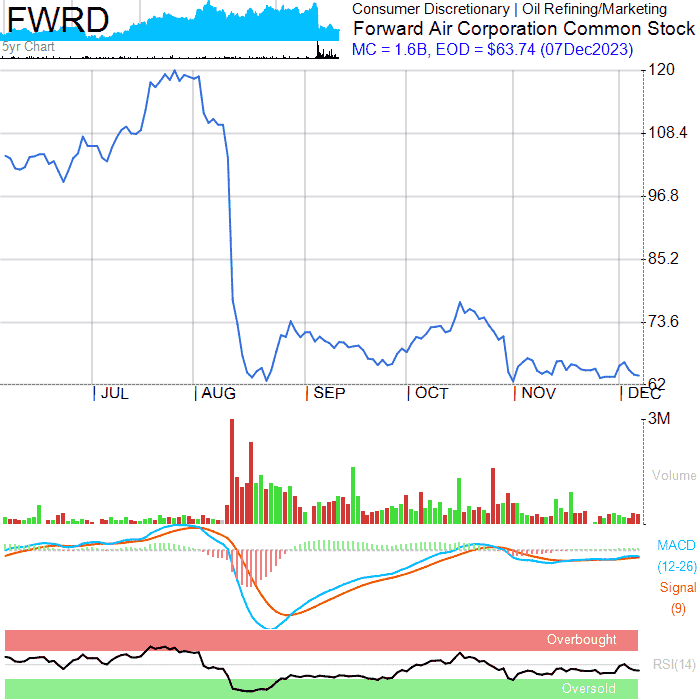 FWRD
5yr Chart
Consumer Discretionary | Oil Refining/Marketing
Forward Air Corporation Common Stock
MC = 1.6B, EOD = $63.74 (07Dec2023)
120
108.4
96.8
85.2
73.6
62
JUL
AUG
SEP
OCT
NOV
DEC
3M
Volume
MACD
(12-26)
Signal
(9)
Overbought
RSI(14)
Oversold